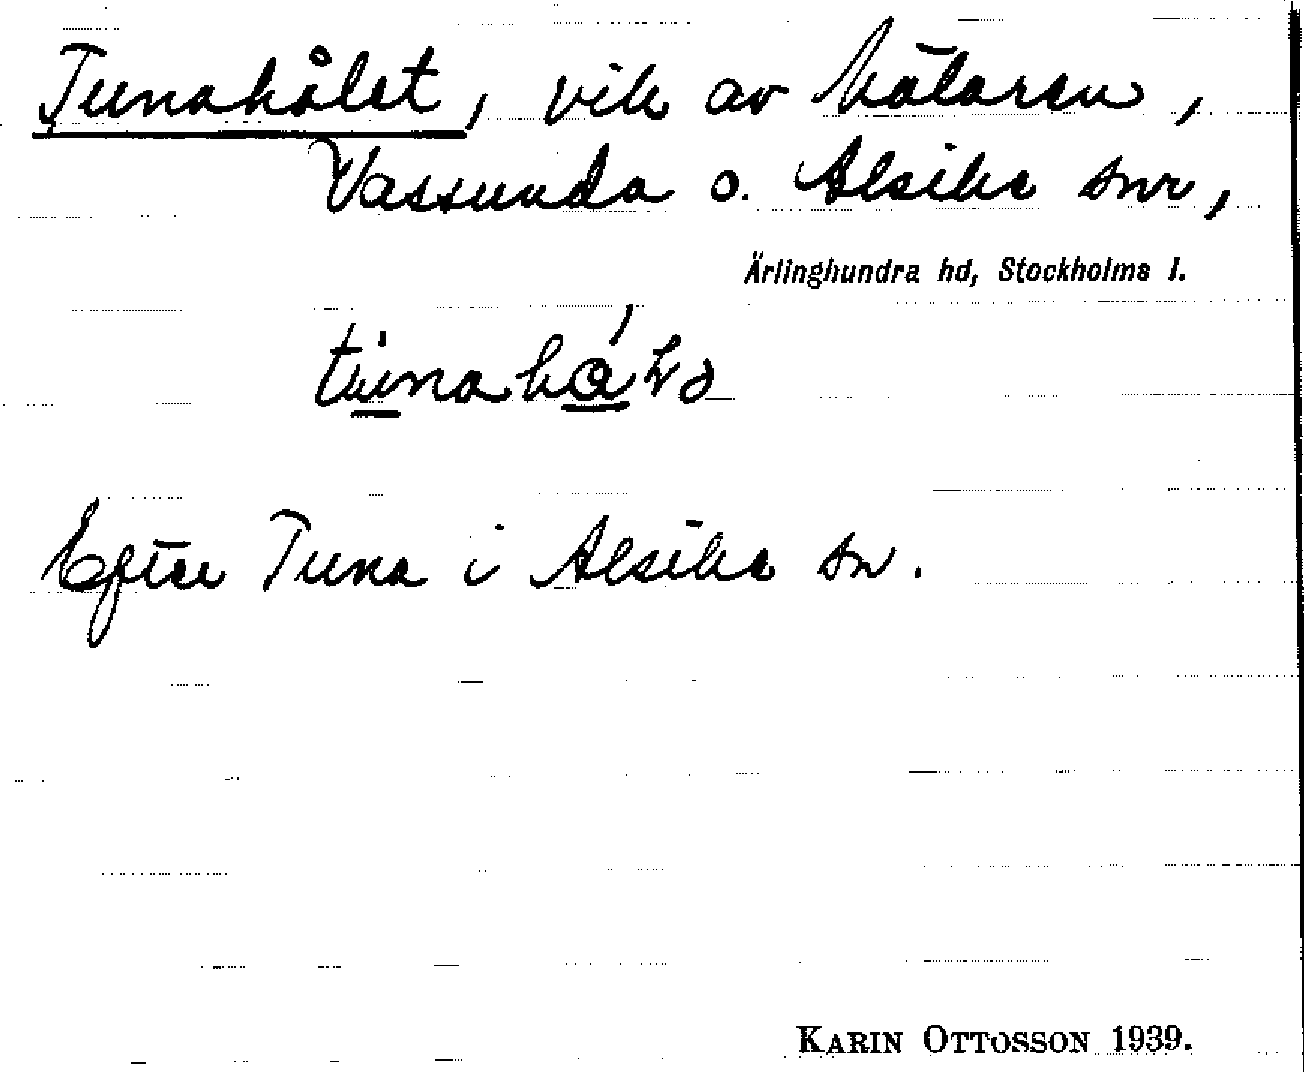 Tunahålet, vik av Mälaren,
Vassunda o. Alsike snr,
Ärlinghundra hd, Stockholms l.
Efter Tuna i Alsike sn.
KARIN OTTOSSON 1939.